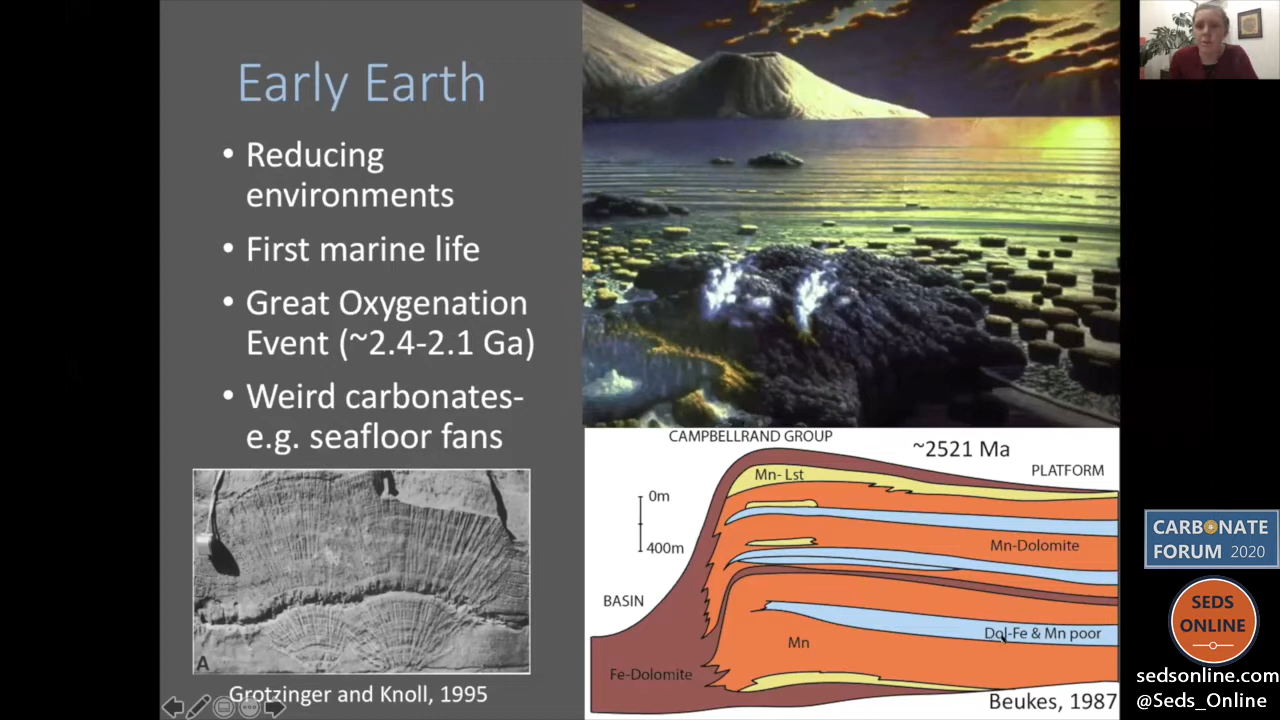 Early Earth
• Reducing
environments
• First marine life
• Great Oxygenation
Event (~2.4-2.1 Ga)
• Weird carbonates-
e.g. seafloor fans
A
Grotzinger and Knoll, 1995
CAMPBELLRAND GROUP
~2521 Ma
PLATFORM
Mn- Lst
0m
400m
Mn-Dolomite
BASIN
Dol-Fe & Mn poor
Mn
Fe-Dolomite
Beukes, 1987
CARBONATE
FORUM 2020
SEDS
ONLINE
sedsonline.com
@Seds_Online